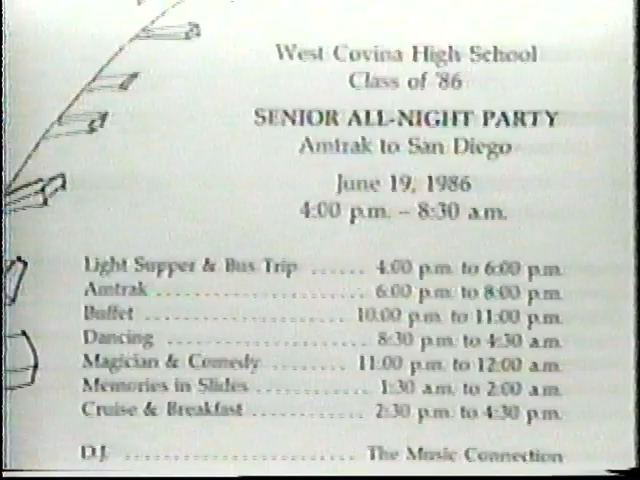 West Covina High School
Class of '86
SENIOR ALL-NIGHT PARTY
Amtrak to San Diego
June 19, 1986
4:00 p.m. – 8:30 a.m.
Light Supper & Bus Trip ...... 4:00 p.m. to 6:00 p.m.
Amtrak .................... 6:00 p.m. to 8:00 p.m.
Buffet .................... 10:00 p.m. to 11:00 p.m.
Dancing ................... 8:30 p.m. to 4:30 a.m.
Magician & Comedy ......... 11:00 p.m. to 12:00 a.m.
Memories in Slides ........... 1:30 a.m. to 2:00 a.m.
Cruise & Breakfast ........... 2:30 p.m. to 4:30 p.m.
D.J. ....................... The Music Connection